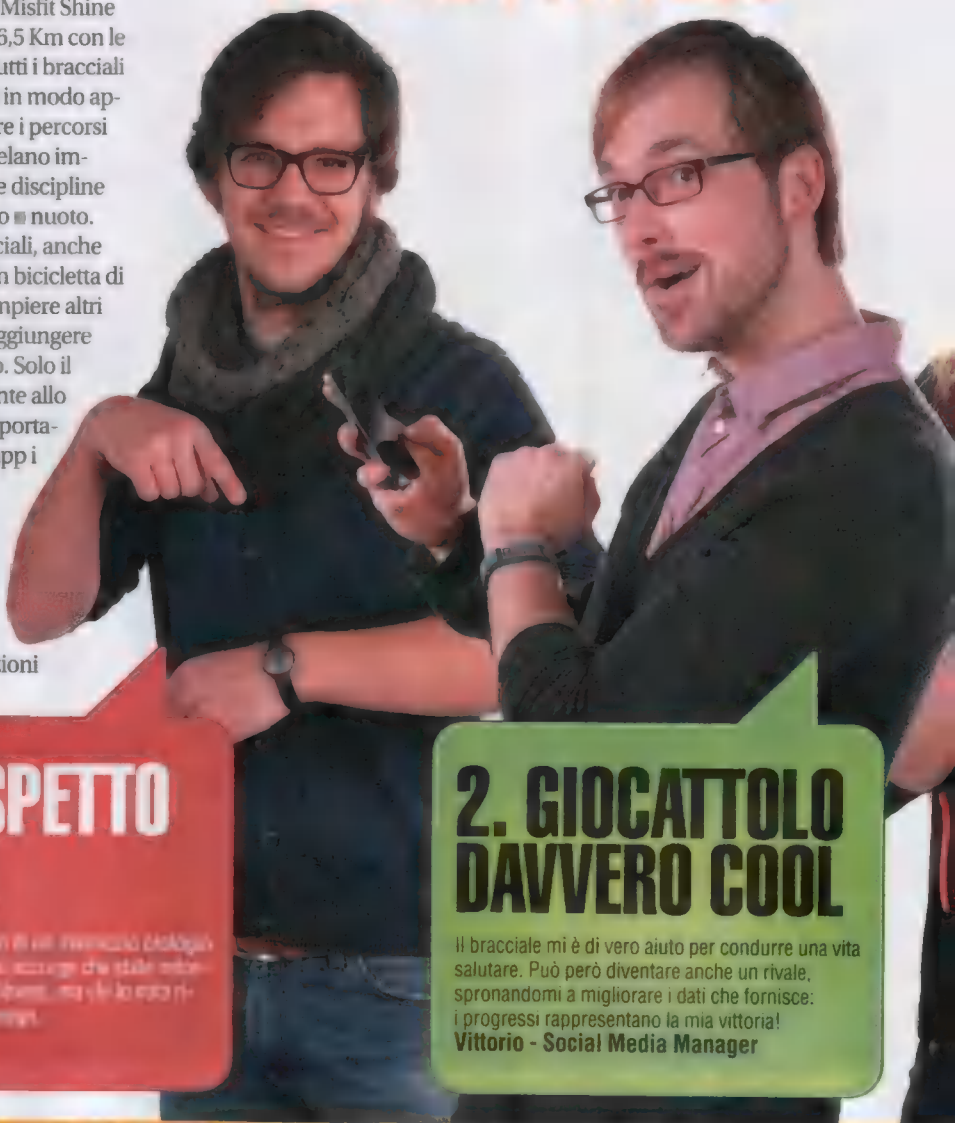 Misfit Shine
6,5 Km con le
utti i bracciali
in modo ap-
re i percorsi
elano im-
e discipline
o nuoto.
ciali, anche
n bicicletta di
mpiere altri
ggiungere
o. Solo il
nte allo
porta-
app i
ioni
SPETTO
2. GIOCATTOLO
DAVVERO COOL
Il bracciale mi è di vero aiuto per condurre una vita
salutare. Può però diventare anche un rivale,
spronandomi a migliorare i dati che fornisce:
i progressi rappresentano la mia vittoria!
Vittorio - Social Media Manager